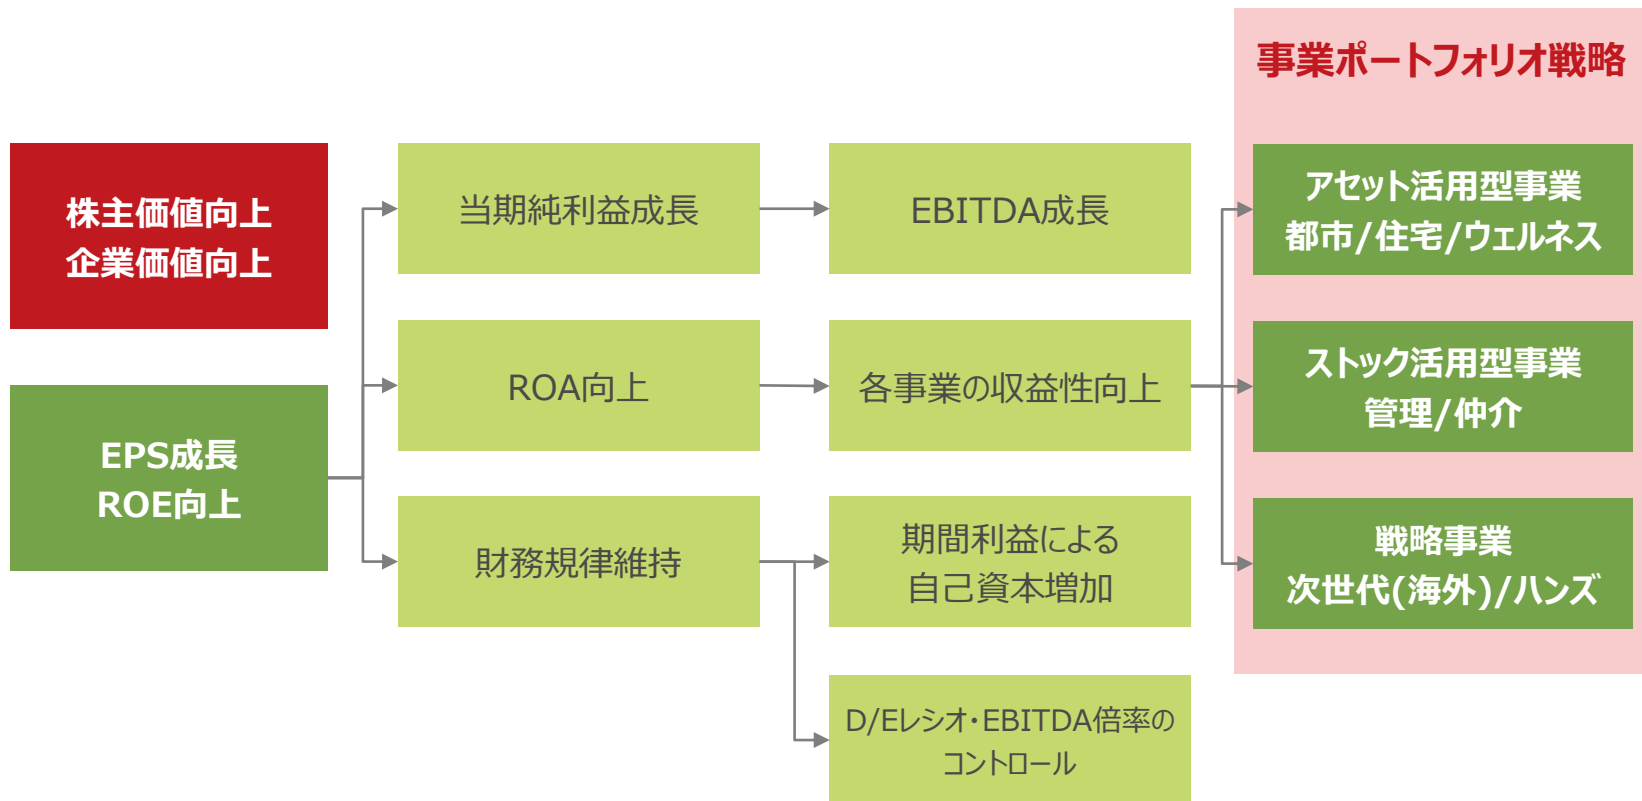 事業ポートフォリオ戦略
株主価値向上
企業価値向上
EPS成長
ROE向上
当期純利益成長
ROA向上
財務規律維持
EBITDA成長
各事業の収益性向上
期間利益による
自己資本増加
D/Eレシオ・EBITDA倍率の
コントロール
アセット活用型事業
都市/住宅/ウェルネス
ストック活用型事業
管理/仲介
戦略事業
次世代(海外)/ハンズ